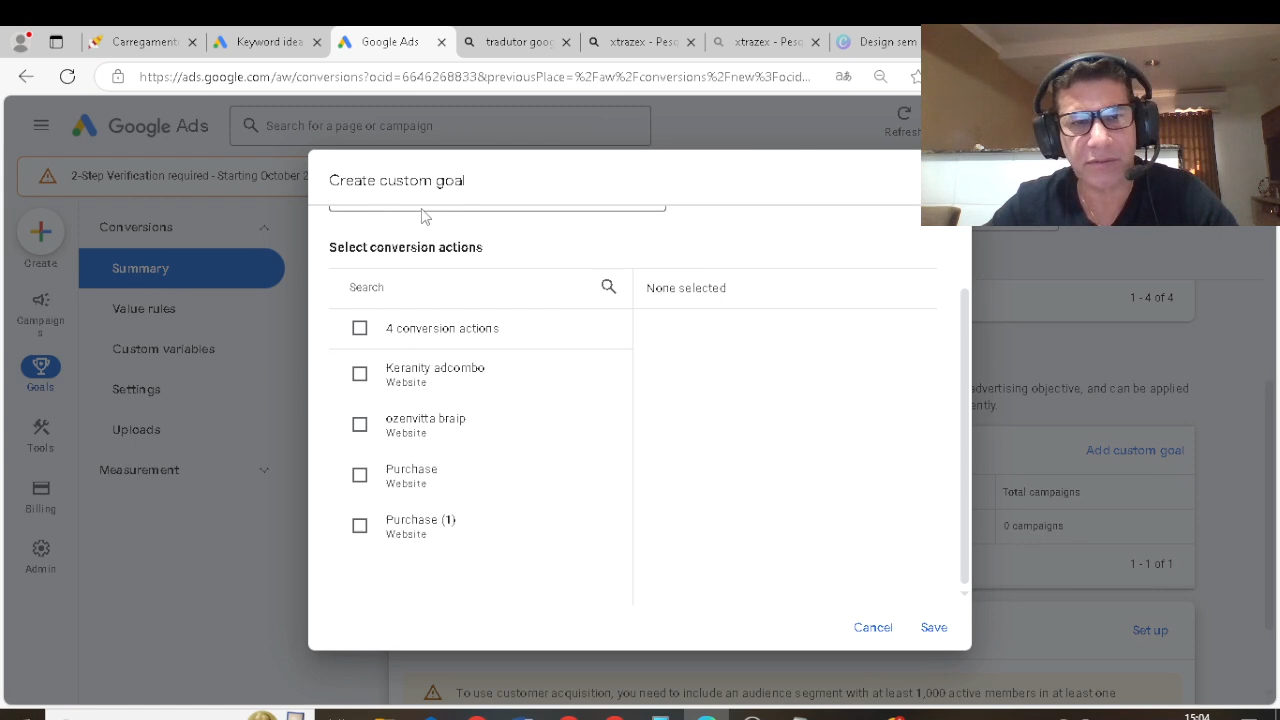 Carregament
Keyword idea
Google Ads
tradutor goog
xtrazex - Pesq
xtraze - Pesq
Design sem
https://ads.google.com/aw/conversions?ocid=6646268833&previousPlace=%2Faw%2Fconversions%2Fnew%3Focid...
Google Ads
Search for a page or campaign
Refresh
2-Step Verification required - Starting October 2
Create
Campaign
s
Goals
Tools
Billing
Admin
Conversions
Summary
Value rules
Custom variables
Settings
Uploads
Measurement
Create custom goal
Select conversion actions
Search
None selected
4 conversion actions
Keranity adcombo
Website
ozenvitta braip
Website
Purchase
Website
Purchase (1)
Website
Cancel
Save
1 - 4 of 4
advertising objective, and can be applied
ently.
Add custom goal
Total campaigns
0 campaigns
1 - 1 of 1
Set up
To use customer acquisition, you need to include an audience segment with at least 1,000 active members in at least one
15:04